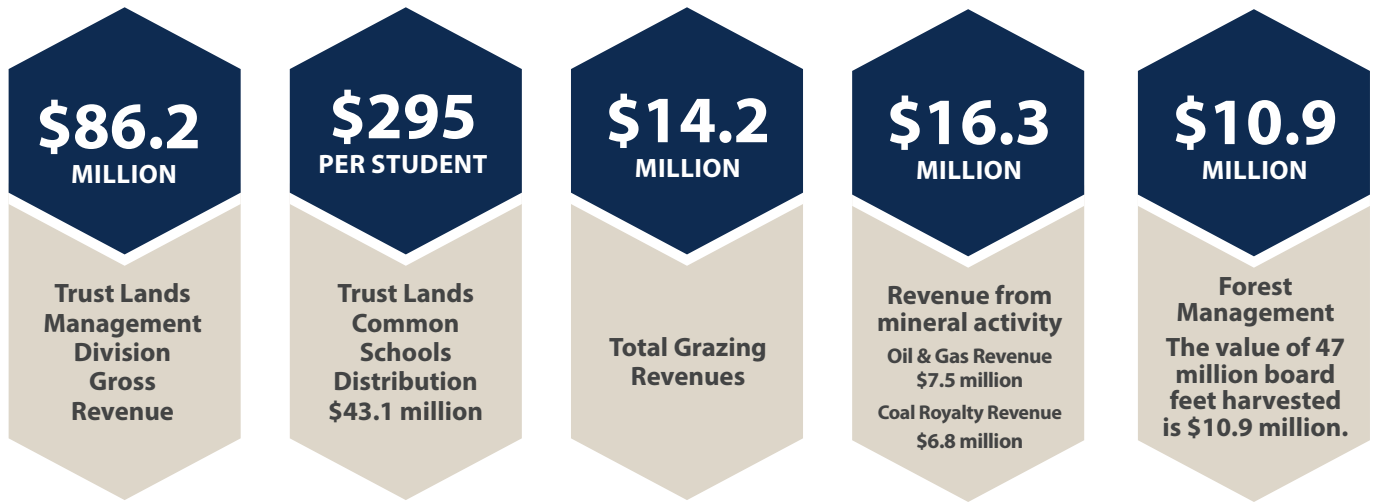 $86.2
MILLION
Trust Lands
Management
Division
Gross
Revenue
$295
PER STUDENT
Trust Lands
Common
Schools
Distribution
$43.1 million
$14.2
MILLION
Total Grazing
Revenues
$16.3
MILLION
Revenue from
mineral activity
Oil & Gas Revenue
$7.5 million
Coal Royalty Revenue
$6.8 million
$10.9
MILLION
Forest
Management
The value of 47
million board
feet harvested
is $10.9 million.